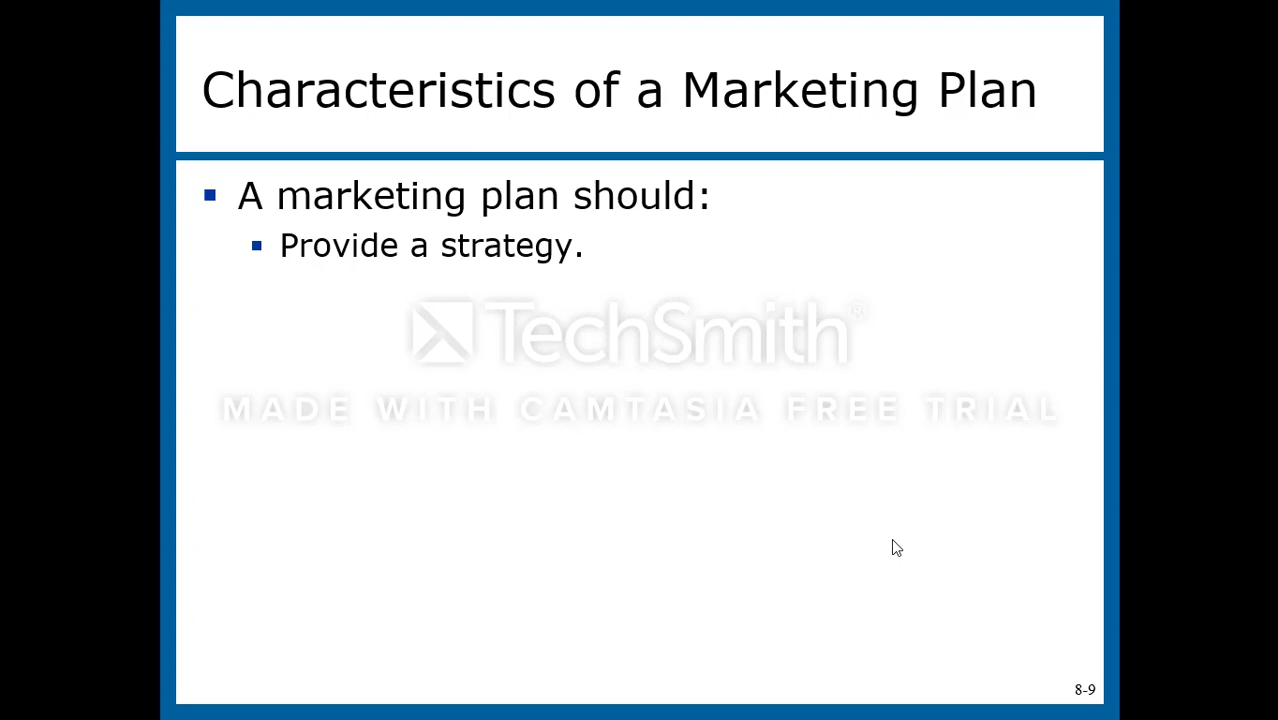 Characteristics of a Marketing Plan
A marketing plan should:
Provide a strategy.
TechSmith®
MADE WITH CAMTASIA FREE TRIAL
8-9